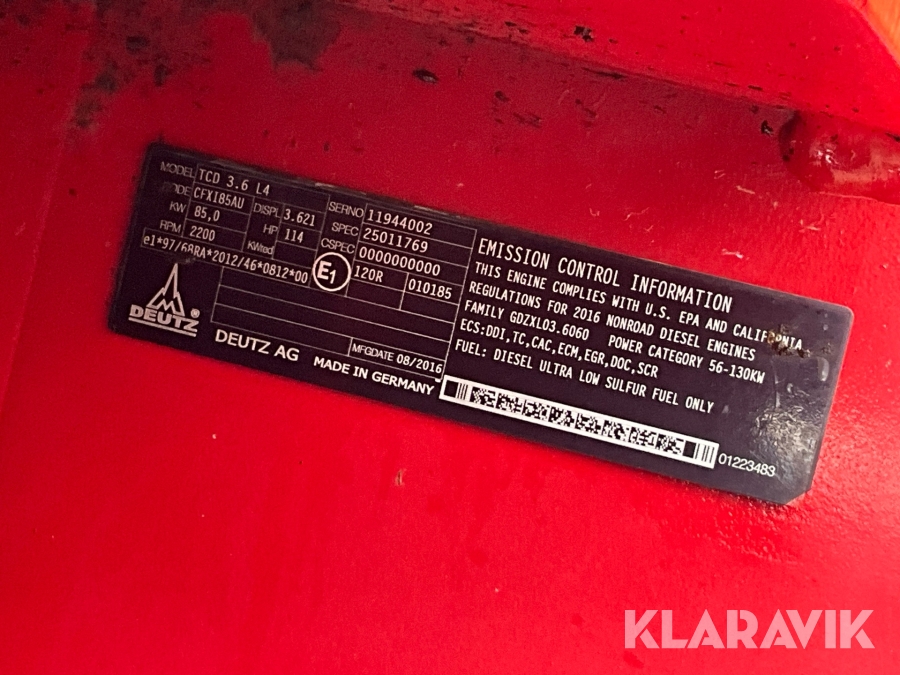 MODEL TCD 3.6 L4
CODE CFXI85AU
KW 85,0 DISPL 3.621
RPM 2200 HP 114
KWred
SERNO 11944002
SPEC 25011769
CSPEC 0000000000
e1*97/68RA*2012/46*0812*00 E1 120R 010185
DEUTZ ®
DEUTZ AG
MFGDATE 08/2016
MADE IN GERMANY
EMISSION CONTROL INFORMATION
THIS ENGINE COMPLIES WITH U.S. EPA AND CALIFORNIA
REGULATIONS FOR 2016 NONROAD DIESEL ENGINES
FAMILY GDZXL03.6060 POWER CATEGORY 56-130KW
ECS:DDI,TC,CAC,ECM,EGR,DOC,SCR
FUEL: DIESEL ULTRA LOW SULFUR FUEL ONLY
01223483
KLARAVIK